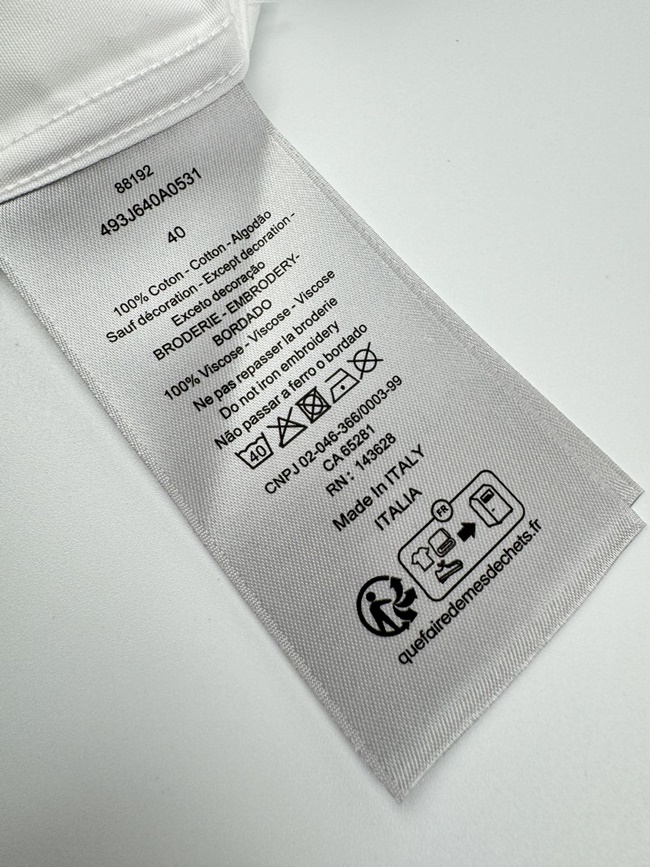 88192
493J640A0531
40
100% Coton - Cotton - Algodão
Sauf décoration - Except decoration -
Exceto decoração
BRODERIE - EMBRODERY-
BORDADO
100% Viscose - Viscose - Viscose
Ne pas repasser la broderie
Do not iron embroidery
Não passar a ferro o bordado
40
CNPJ 02-046-366/0003-99
CA 65281
RN: 143628
Made In ITALY
ITALIA
FR
quefairedemesdechets.fr